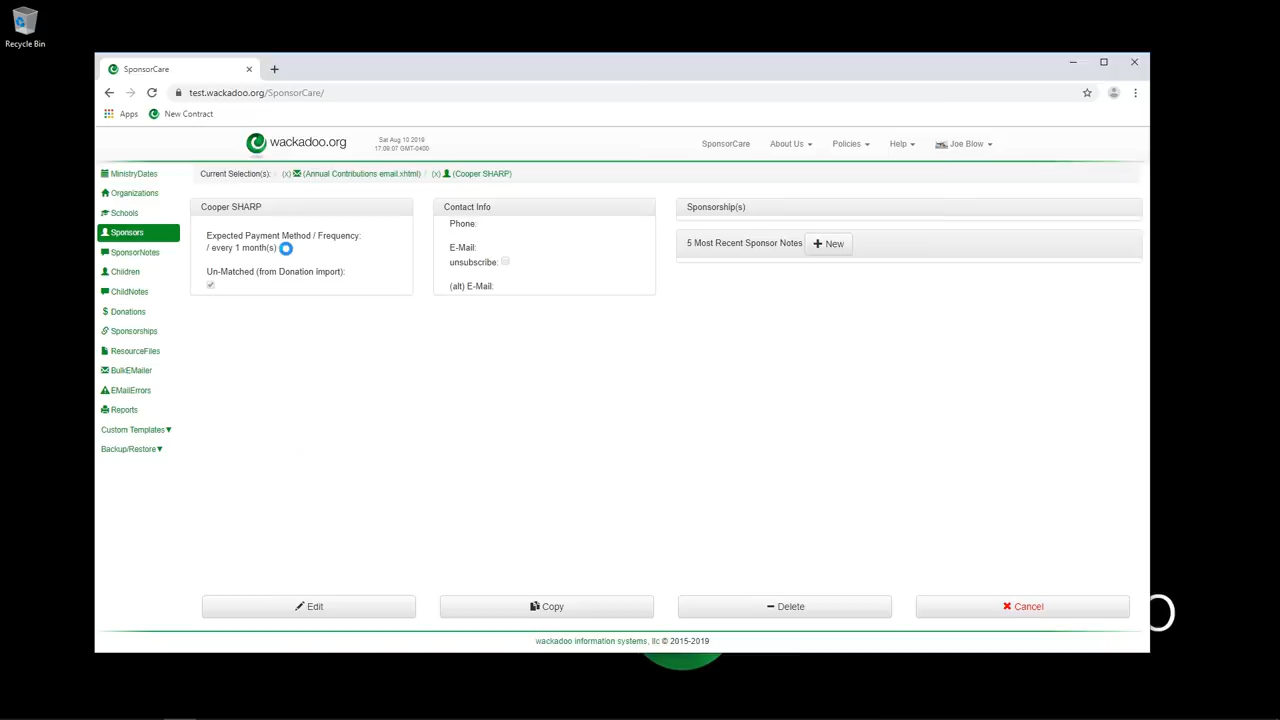 Recycle Bin
SponsorCare
test.wackadoo.org/SponsorCare/
Apps New Contract
wackadoo.org
Sat Aug 10 2019
17:09:07 GMT-0400
SponsorCare About Us Policies Help Joe Blow
Current Selection(s): / (x) (Annual Contributions email.xhtml) / (x) (Cooper SHARP)
MinistryDates
Organizations
Schools
Sponsors
SponsorNotes
Children
ChildNotes
Donations
Sponsorships
ResourceFiles
BulkEMailer
EMailErrors
Reports
Custom Templates▼
Backup/Restore▼
Cooper SHARP
Expected Payment Method / Frequency:
/ every 1 month(s)
Un-Matched (from Donation import):
Contact Info
Phone:
E-Mail:
unsubscribe:
(alt) E-Mail:
Sponsorship(s)
5 Most Recent Sponsor Notes + New
Edit Copy Delete Cancel
wackadoo information systems, llc © 2015-2019
O